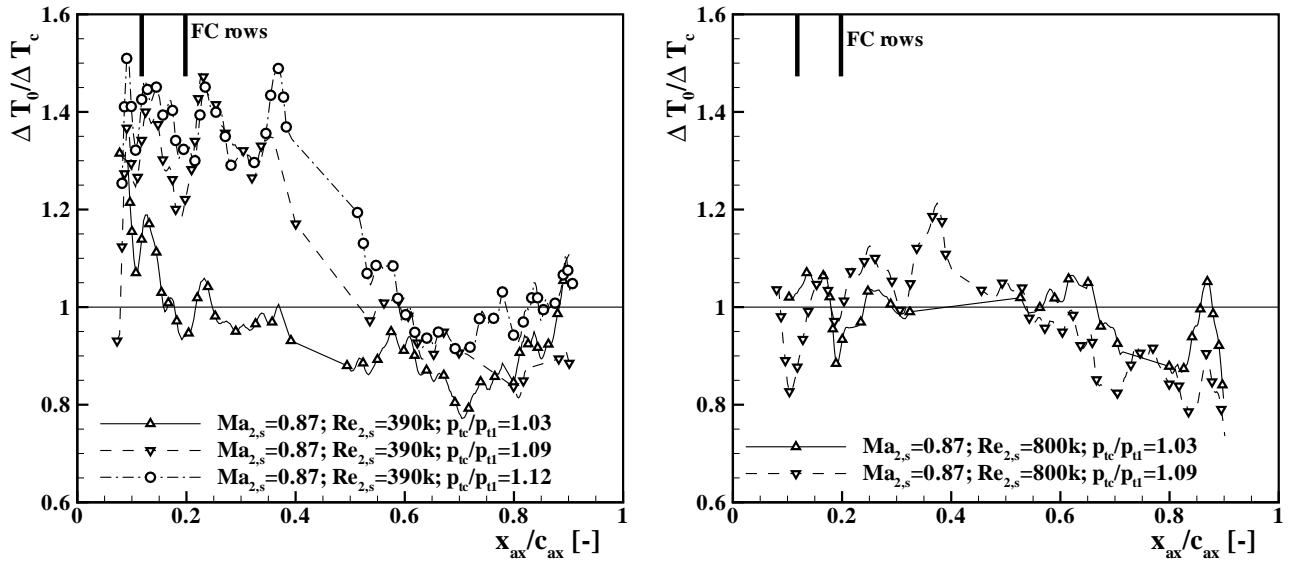 1.6
FC rows
1.4
1.2
1
0.8
0.6
Δ T0/Δ Tc
Ma2,s=0.87; Re2,s=390k; ptc/pt1=1.03
Ma2,s=0.87; Re2,s=390k; ptc/pt1=1.09
Ma2,s=0.87; Re2,s=390k; ptc/pt1=1.12
0 0.2 0.4 0.6 0.8 1
xax/cax [-]
1.6
FC rows
1.4
1.2
1
0.8
0.6
Δ T0/Δ Tc
Ma2,s=0.87; Re2,s=800k; ptc/pt1=1.03
Ma2,s=0.87; Re2,s=800k; ptc/pt1=1.09
0 0.2 0.4 0.6 0.8 1
xax/cax [-]